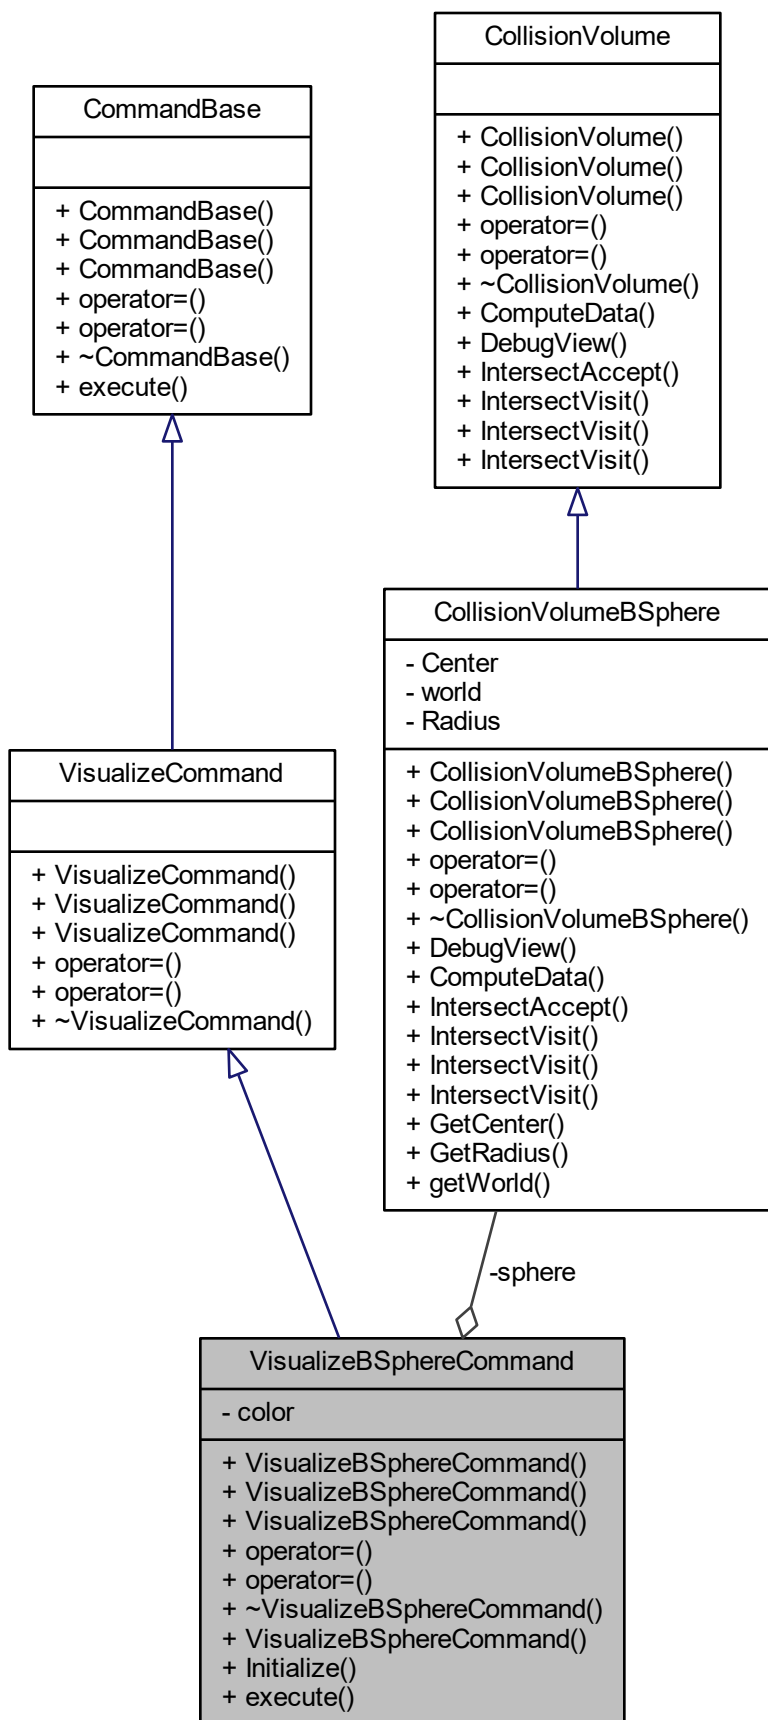 CollisionVolume
+ CollisionVolume()
+ CollisionVolume()
+ CollisionVolume()
+ operator=()
+ operator=()
+ ~CollisionVolume()
+ ComputeData()
+ DebugView()
+ IntersectAccept()
+ IntersectVisit()
+ IntersectVisit()
+ IntersectVisit()
CommandBase
+ CommandBase()
+ CommandBase()
+ CommandBase()
+ operator=()
+ operator=()
+ ~CommandBase()
+ execute()
CollisionVolumeBSphere
- Center
- world
- Radius
+ CollisionVolumeBSphere()
+ CollisionVolumeBSphere()
+ CollisionVolumeBSphere()
+ operator=()
+ operator=()
+ ~CollisionVolumeBSphere()
+ DebugView()
+ ComputeData()
+ IntersectAccept()
+ IntersectVisit()
+ IntersectVisit()
+ IntersectVisit()
+ GetCenter()
+ GetRadius()
+ getWorld()
VisualizeCommand
+ VisualizeCommand()
+ VisualizeCommand()
+ VisualizeCommand()
+ operator=()
+ operator=()
+ ~VisualizeCommand()
-sphere
VisualizeBSphereCommand
- color
+ VisualizeBSphereCommand()
+ VisualizeBSphereCommand()
+ VisualizeBSphereCommand()
+ operator=()
+ operator=()
+ ~VisualizeBSphereCommand()
+ VisualizeBSphereCommand()
+ Initialize()
+ execute()